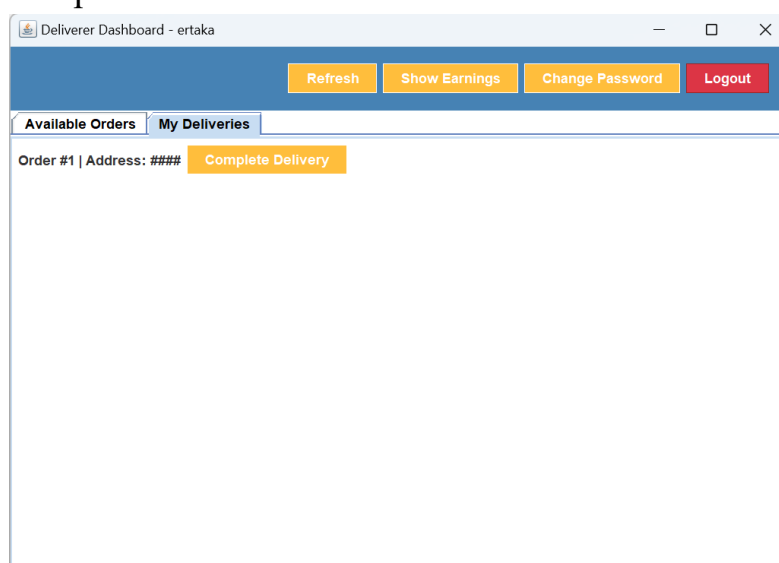 Deliverer Dashboard - ertaka
Refresh Show Earnings Change Password Logout
Available Orders My Deliveries
Order #1 | Address: #### Complete Delivery